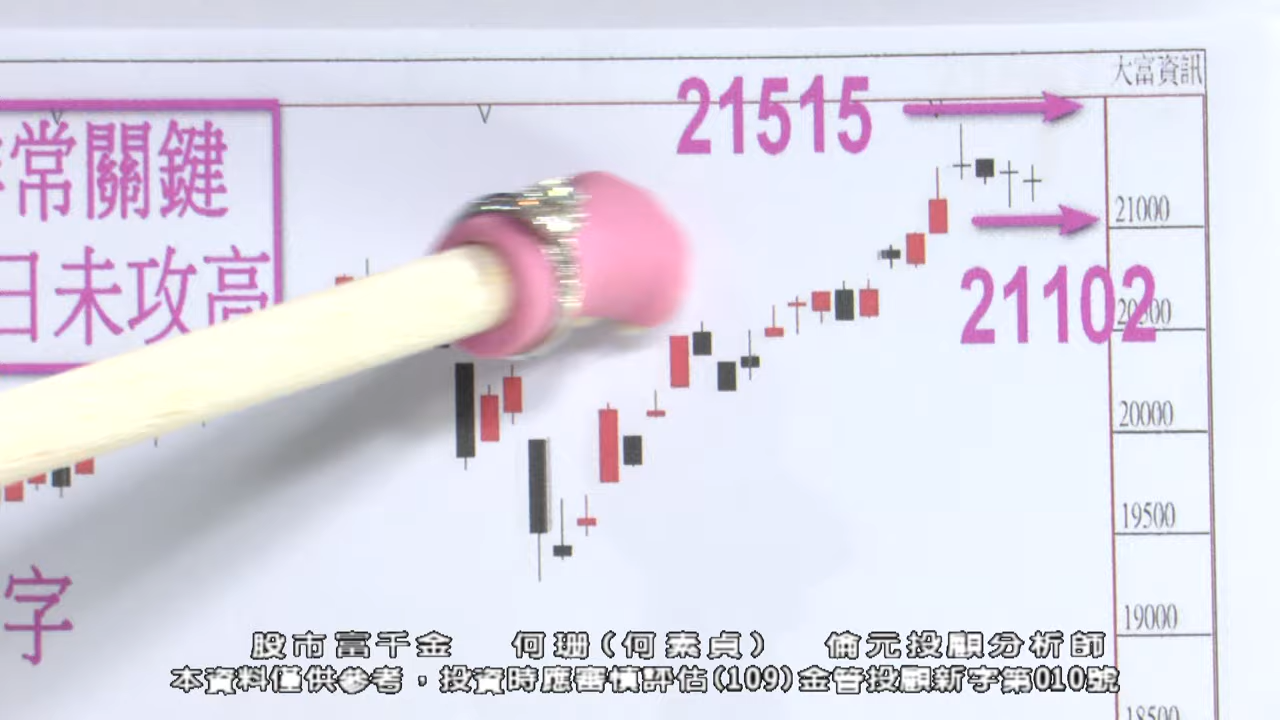 大富資訊
21515
常關鍵
日未攻高
21000
21102
20000
19500
字
19000
股市富千金 何珊(何素貞) 倫元投顧分析師
本資料僅供參考,投資時應審慎評估(109)金管投顧新字第010號
18500